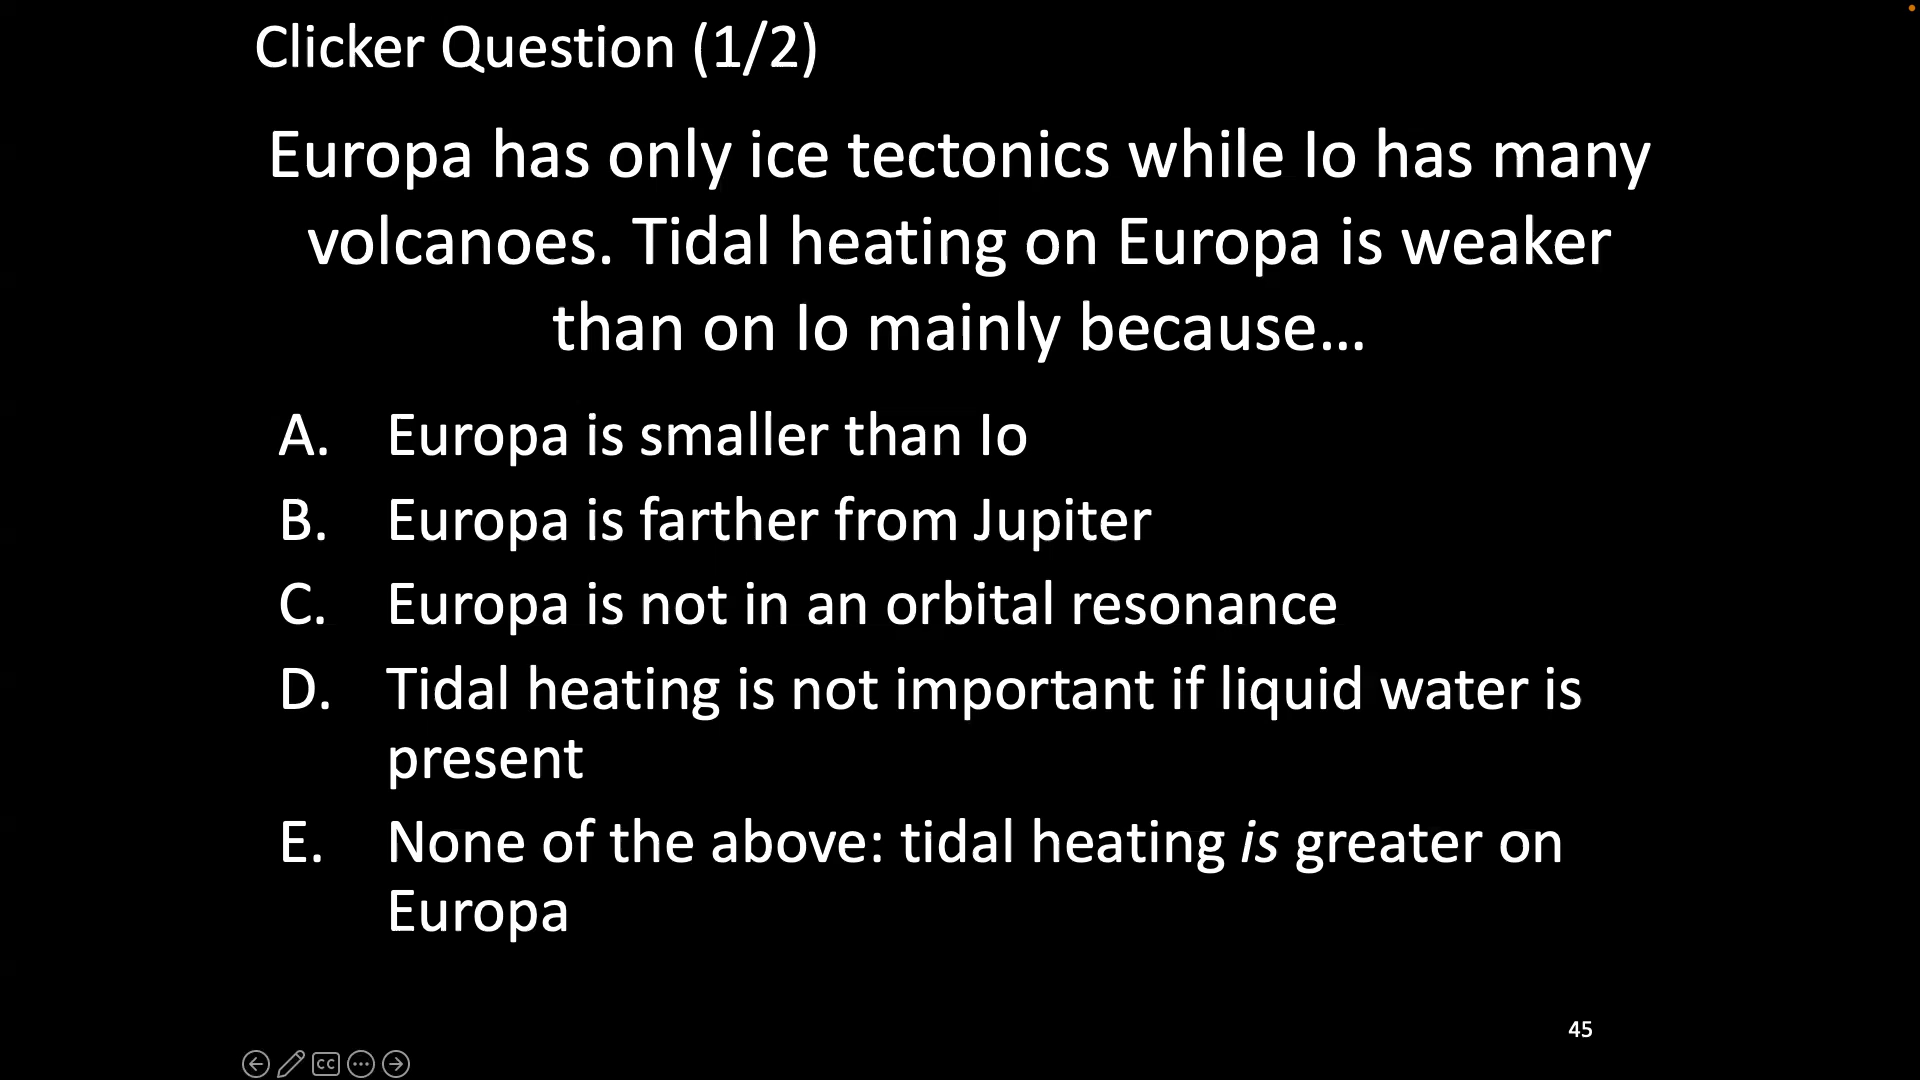 Clicker Question (1/2)
Europa has only ice tectonics while Io has many
volcanoes. Tidal heating on Europa is weaker
than on Io mainly because…
A. Europa is smaller than Io
B. Europa is farther from Jupiter
C. Europa is not in an orbital resonance
D. Tidal heating is not important if liquid water is
present
E. None of the above: tidal heating is greater on
Europa
45
CC